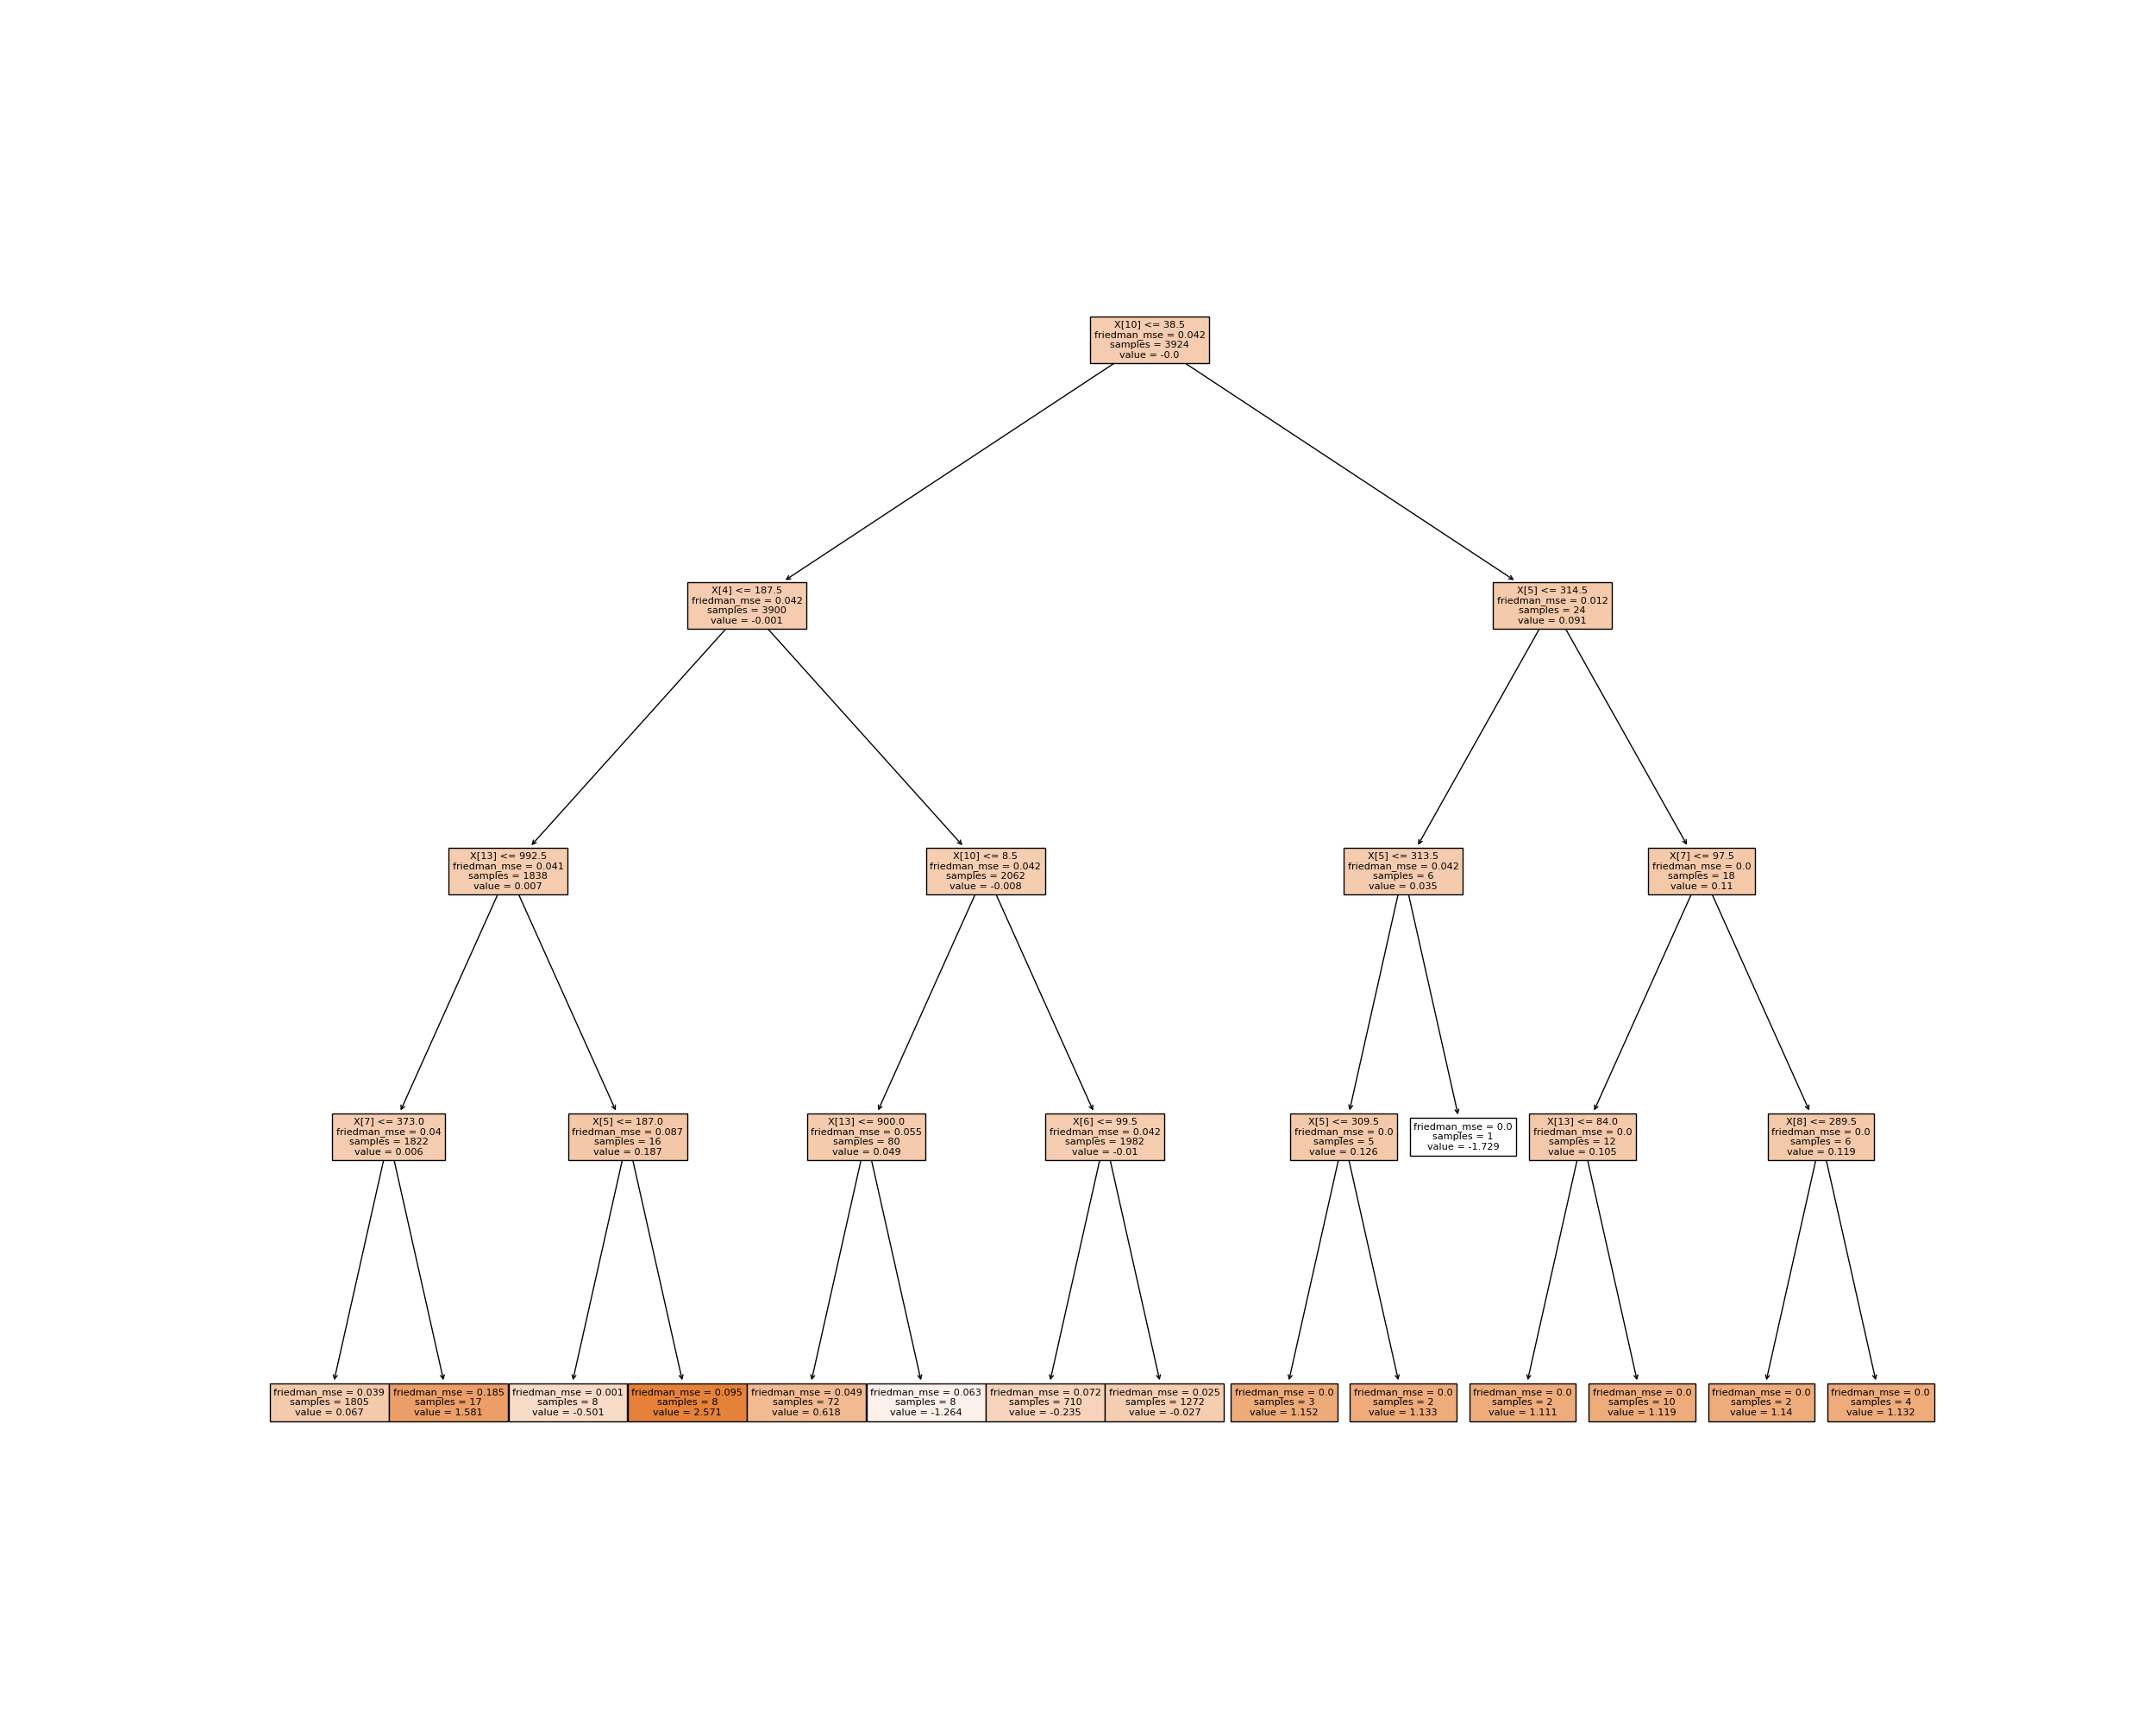 X[10] <= 38.5
friedman_mse = 0.042
samples = 3924
value = -0.0
X[4] <= 187.5
friedman_mse = 0.042
samples = 3900
value = -0.001
X[5] <= 314.5
friedman_mse = 0.012
samples = 24
value = 0.091
X[13] <= 992.5
friedman_mse = 0.041
samples = 1838
value = 0.007
X[10] <= 8.5
friedman_mse = 0.042
samples = 2062
value = -0.008
X[5] <= 313.5
friedman_mse = 0.042
samples = 6
value = 0.035
X[7] <= 97.5
friedman_mse = 0.0
samples = 18
value = 0.11
X[7] <= 373.0
friedman_mse = 0.04
samples = 1822
value = 0.006
X[5] <= 187.0
friedman_mse = 0.087
samples = 16
value = 0.187
X[13] <= 900.0
friedman_mse = 0.055
samples = 80
value = 0.049
X[6] <= 99.5
friedman_mse = 0.042
samples = 1982
value = -0.01
X[5] <= 309.5
friedman_mse = 0.0
samples = 5
value = 0.126
friedman_mse = 0.0
samples = 1
value = -1.729
X[13] <= 84.0
friedman_mse = 0.0
samples = 12
value = 0.105
X[8] <= 289.5
friedman_mse = 0.0
samples = 6
value = 0.119
friedman_mse = 0.039
samples = 1805
value = 0.067
friedman_mse = 0.185
samples = 17
value = 1.581
friedman_mse = 0.001
samples = 8
value = -0.501
friedman_mse = 0.095
samples = 8
value = 2.571
friedman_mse = 0.049
samples = 72
value = 0.618
friedman_mse = 0.063
samples = 8
value = -1.264
friedman_mse = 0.072
samples = 710
value = -0.235
friedman_mse = 0.025
samples = 1272
value = -0.027
friedman_mse = 0.0
samples = 3
value = 1.152
friedman_mse = 0.0
samples = 2
value = 1.133
friedman_mse = 0.0
samples = 2
value = 1.111
friedman_mse = 0.0
samples = 10
value = 1.119
friedman_mse = 0.0
samples = 2
value = 1.14
friedman_mse = 0.0
samples = 4
value = 1.132